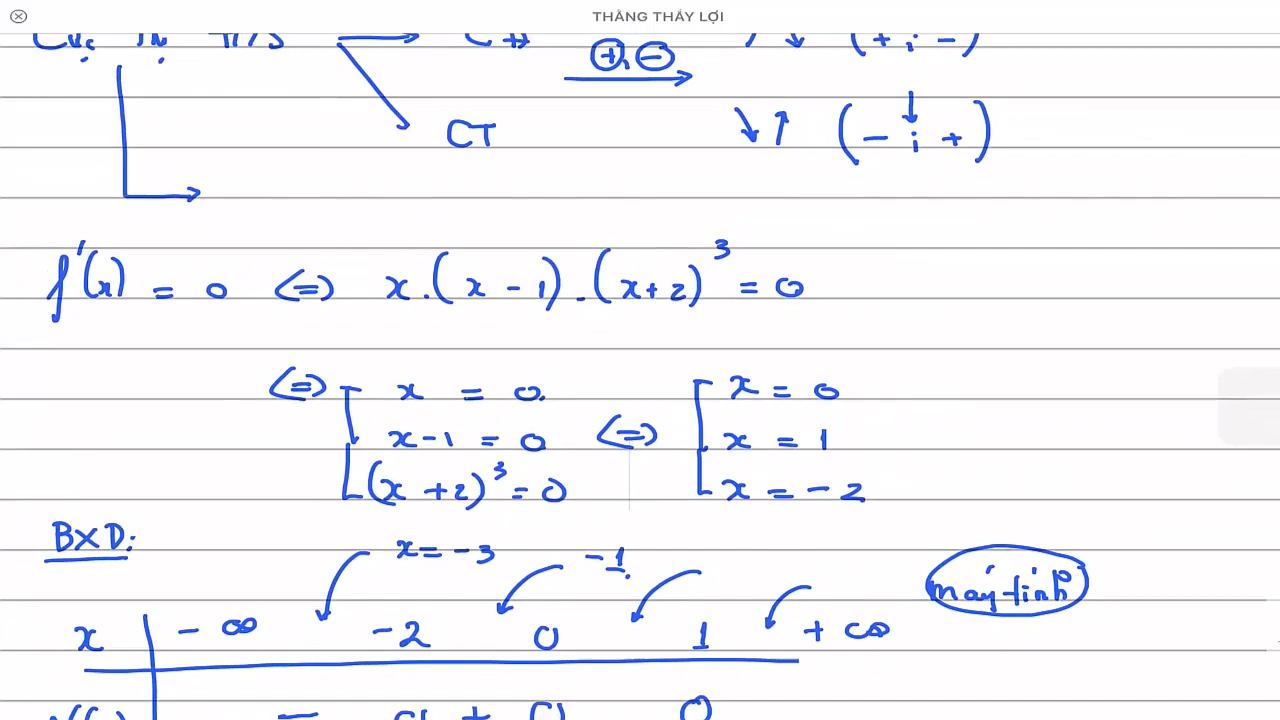 THẦNG THẦY LỢI
+, - (+ i -)
CT (- i +)
f'(x) = 0 <=> x.(x - 1).(x+2)^3 = 0
<=> x = 0. x = 0
x-1 = 0 <=> x = 1
(x +2)^3 = 0 x = -2
BXD:
x = -3 -1
máy tính
x -∞ -2 0 1 +∞